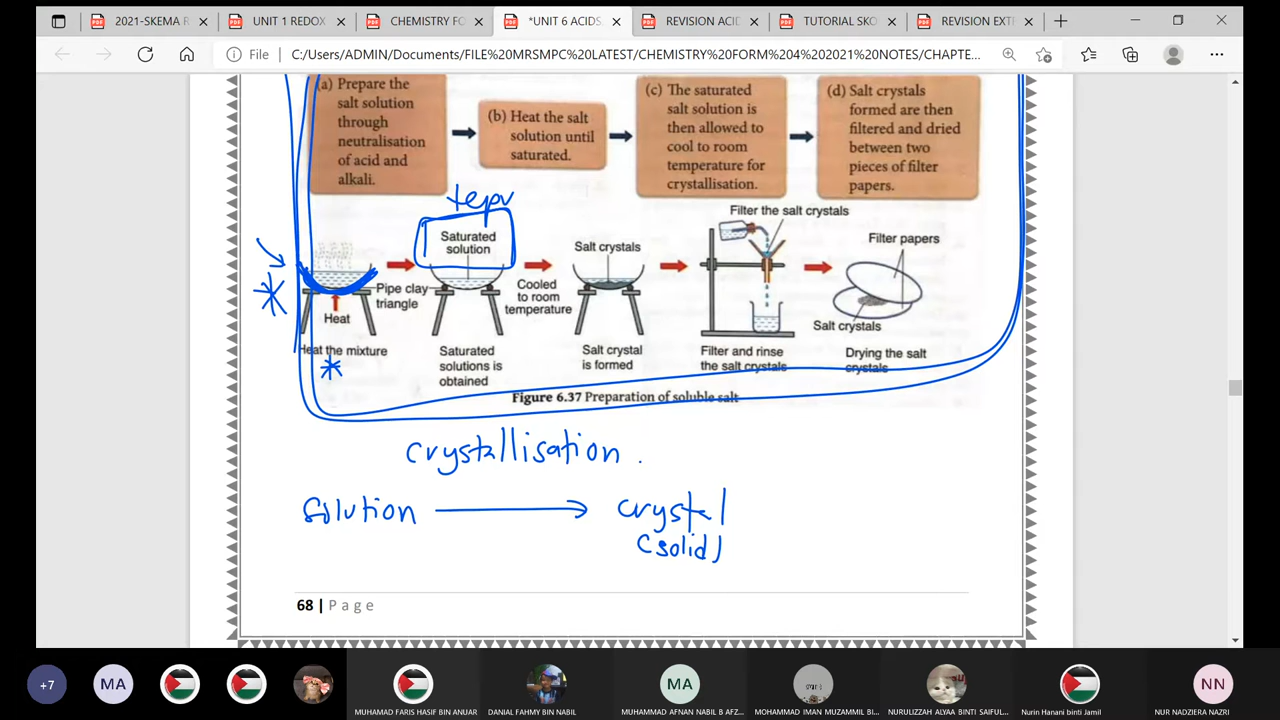 2021-SKEMA R
UNIT 1 REDOX
CHEMISTRY FO
*UNIT 6 ACIDS
REVISION ACID
TUTORIAL SKO
REVISION EXTE
File
C:/Users/ADMIN/Documents/FILE%20MRSMPC%20LATEST/CHEMISTRY%20FORM%204%202021%20NOTES/CHAPTE...
(a) Prepare the
salt solution
through
neutralisation
of acid and
alkali.
(b) Heat the salt
solution until
saturated.
(c) The saturated
salt solution is
then allowed to
cool to room
temperature for
crystallisation.
(d) Salt crystals
formed are then
filtered and dried
between two
pieces of filter
papers.
tepu
Saturated
solution
Salt crystals
Filter the salt crystals
Filter papers
Pipe clay
triangle
Heat
Cooled
to room
temperature
Salt crystals
Heat the mixture
Saturated
solutions is
obtained
Salt crystal
is formed
Filter and rinse
the salt crystals
Drying the salt
crystals
Figure 6.37 Preparation of soluble salt
crystallisation.
solution
crystal
(solid)
68 | Page
+7
MA
MUHAMAD FARIS HASIF BIN ANUAR
DANIAL FAHMY BIN NABIL
MA
MUHAMMAD AFNAN NABIL B AFZ...
MOHAMMAD IMAN MUZAMMIL BI...
NURULIZZAH ALYAA BINTI SAIFUL...
Nurin Hanani binti Jamil
NN
NUR NADZIERA NAZRI